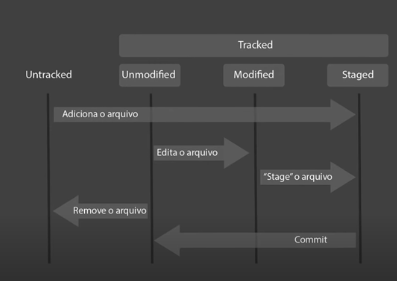 Tracked
Untracked
Unmodified
Modified
Staged
Adiciona o arquivo
Edita o arquivo
"Stage" o arquivo
Remove o arquivo
Commit